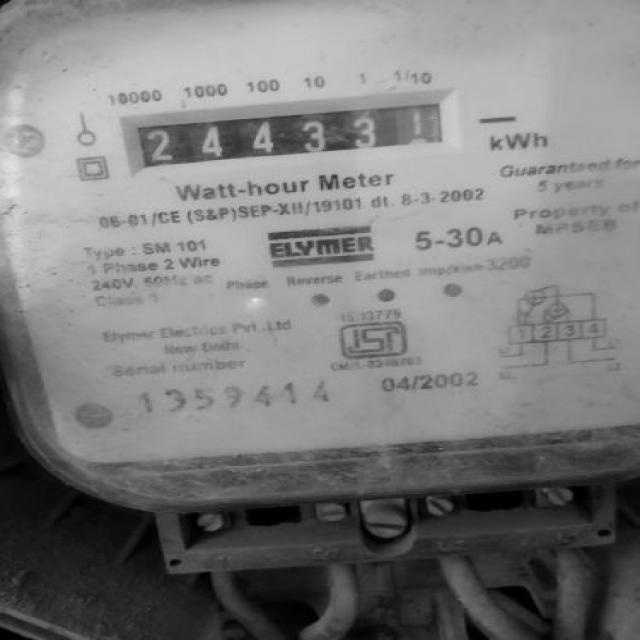 10000 1000 100 10 1 1/10
2 4 4 3 3 1
kWh
Watt-hour Meter
Guaranteed for
5 years
06-01/CE (S&P)SEP-XII/19101 dt. 8-3-2002
Property of
MPSEB
Type : SM 101
ELYMER
5-30A
1 Phase 2 Wire
240V, 50Hz ac
Class 1
Phase Reverse Earthed imp/kwh 3200
Elymer Electrics Pvt. Ltd.
New Delhi
Serial number
IS 13779
ISI
2 3 4
1359414
04/2002